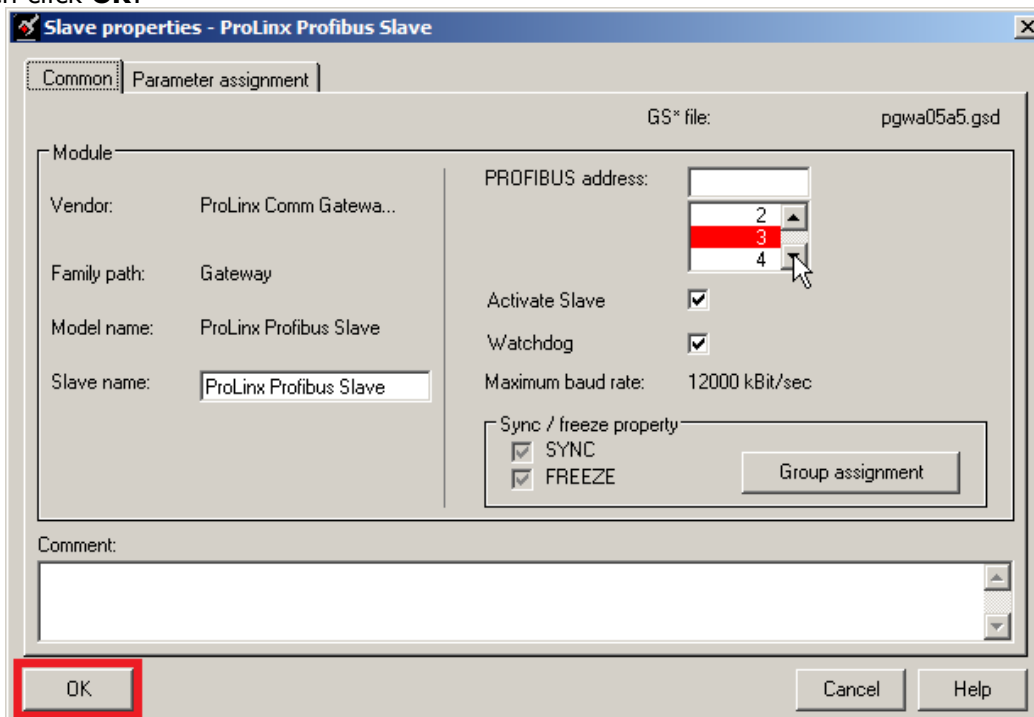 click OK.
Slave properties - ProLinx Profibus Slave
Common
Parameter assignment
GS* file:
pgwa05a5.gsd
Module
Vendor:
ProLinx Comm Gatewa...
Family path:
Gateway
Model name:
ProLinx Profibus Slave
Slave name:
ProLinx Profibus Slave
PROFIBUS address:
2
3
4
Activate Slave
Watchdog
Maximum baud rate:
12000 kBit/sec
Sync / freeze property
SYNC
FREEZE
Group assignment
Comment:
OK
Cancel
Help